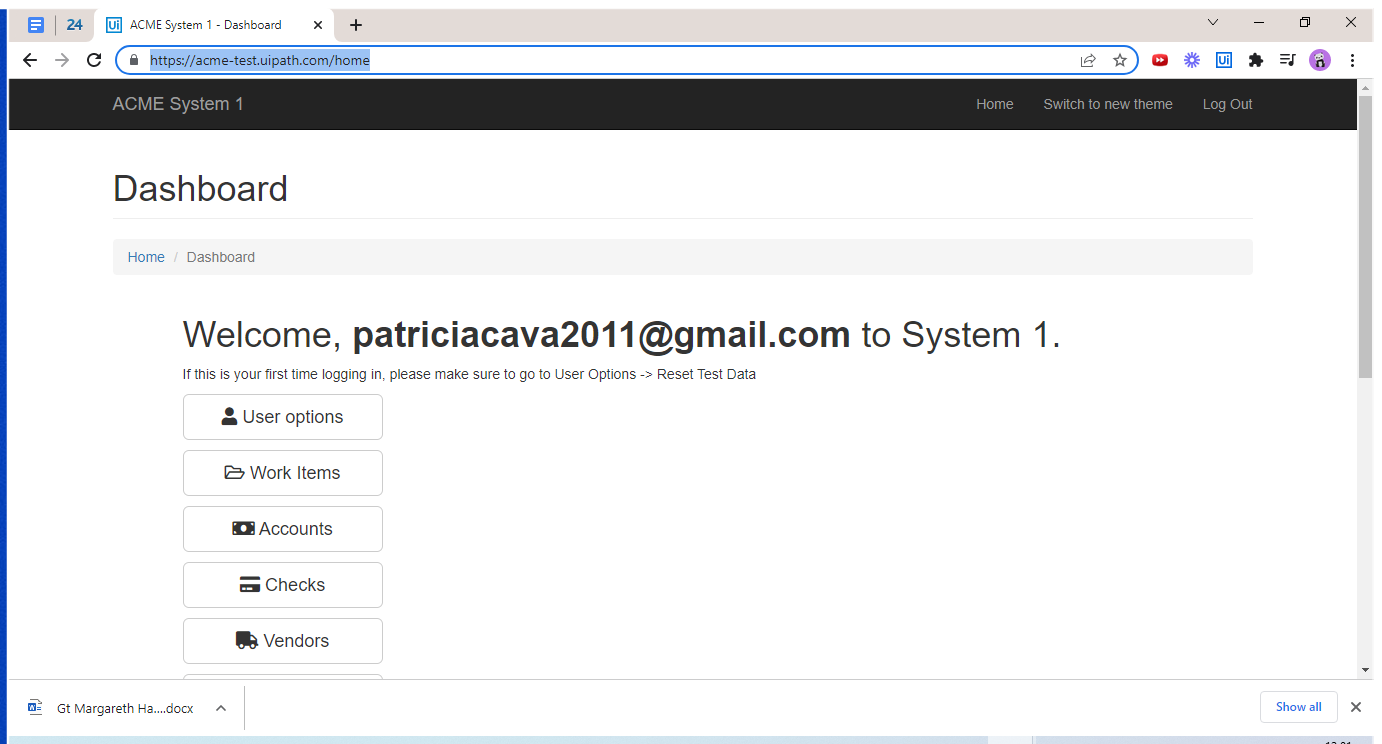 24
Ui
ACME System 1 - Dashboard
https://acme-test.uipath.com/home
Ui
ACME System 1
Home
Switch to new theme
Log Out
Dashboard
Home / Dashboard
Welcome, patriciacava2011@gmail.com to System 1.
If this is your first time logging in, please make sure to go to User Options -> Reset Test Data
User options
Work Items
Accounts
Checks
Vendors
Gt Margareth Ha....docx
Show all